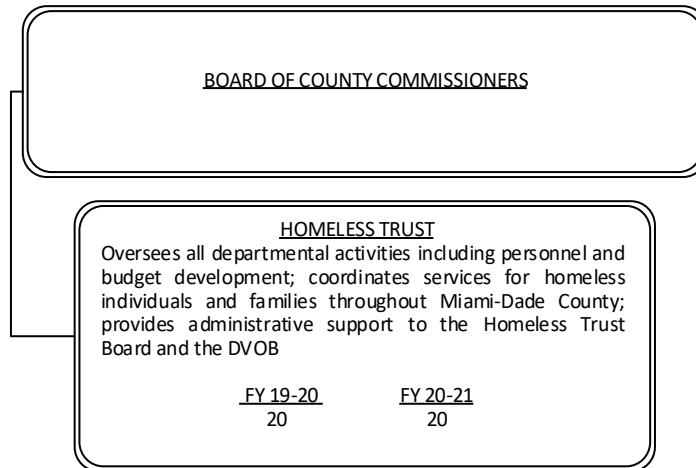 BOARD OF COUNTY COMMISSIONERS
HOMELESS TRUST
Oversees all departmental activities including personnel and
budget development; coordinates services for homeless
individuals and families throughout Miami-Dade County;
provides administrative support to the Homeless Trust
Board and the DVOB
FY 19-20 FY 20-21
20 20